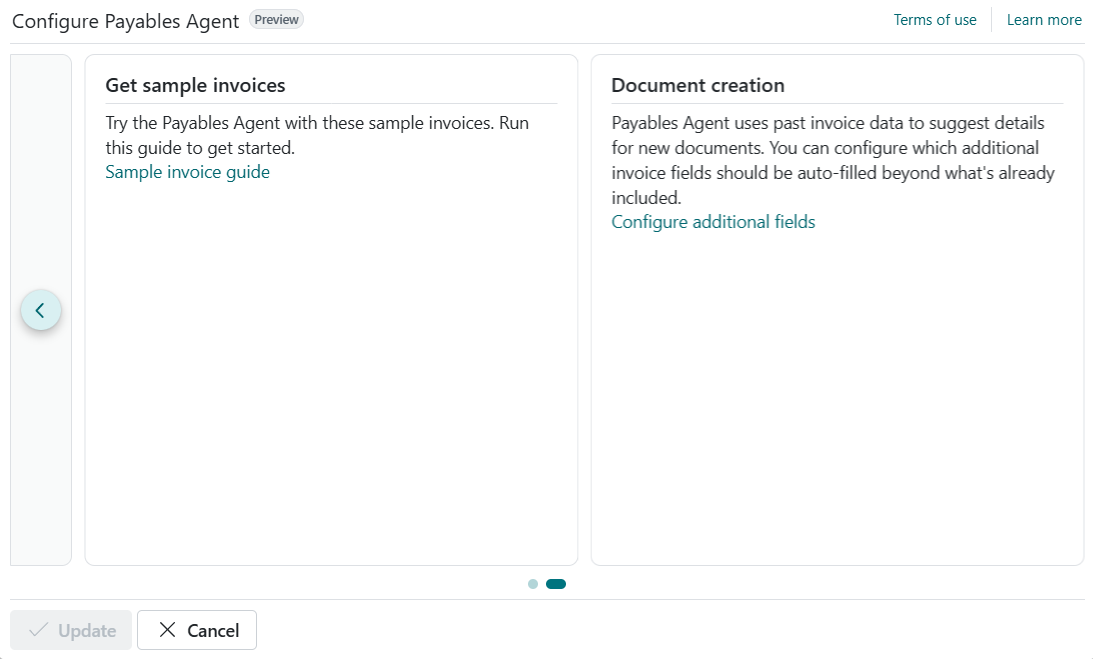 Configure Payables Agent Preview
Terms of use Learn more
Get sample invoices
Try the Payables Agent with these sample invoices. Run
this guide to get started.
Sample invoice guide
Document creation
Payables Agent uses past invoice data to suggest details
for new documents. You can configure which additional
invoice fields should be auto-filled beyond what's already
included.
Configure additional fields
Update
Cancel